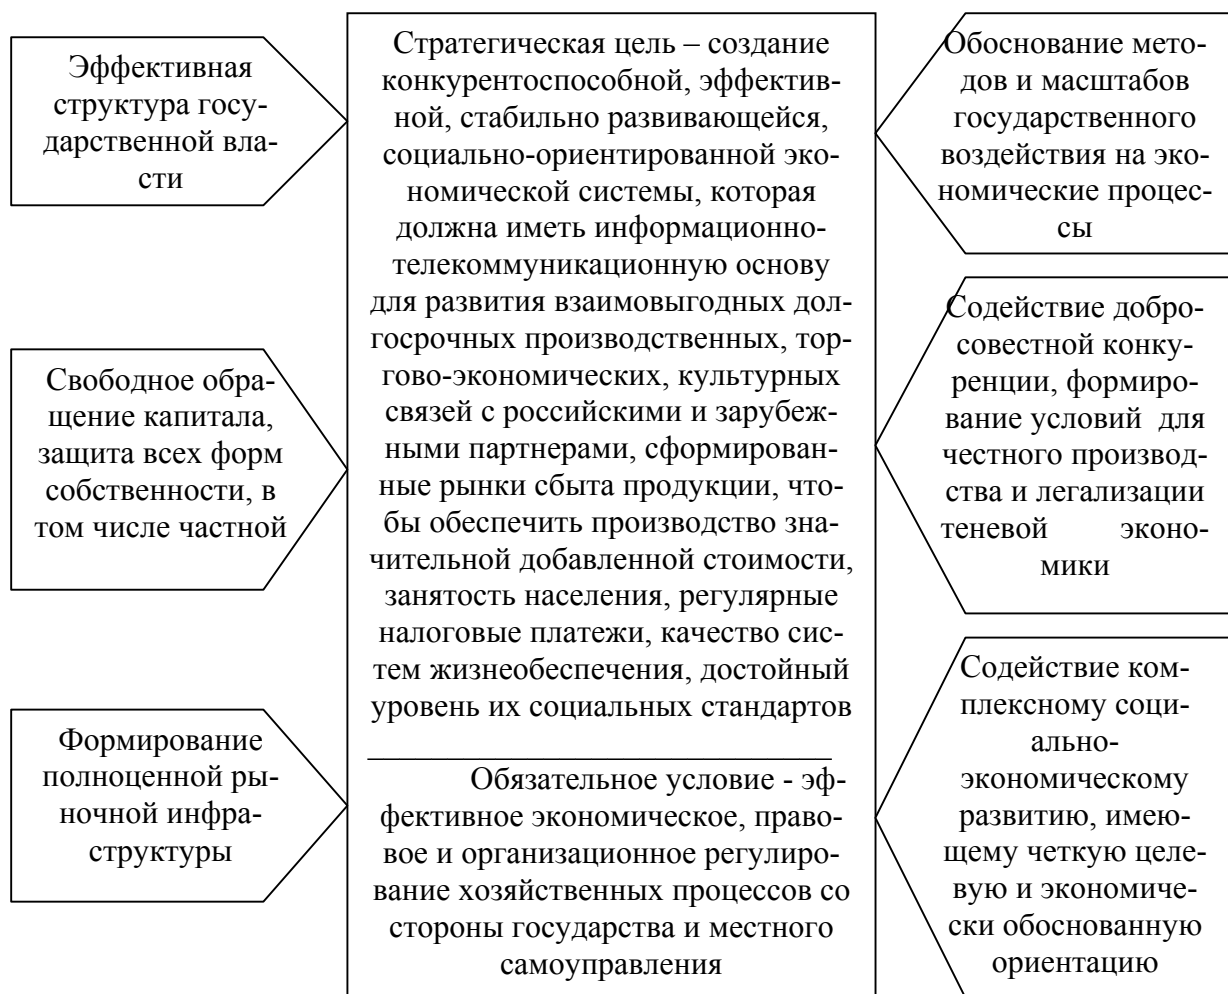 Эффективная
структура госу-
дарственной вла-
сти
Свободное обра-
щение капитала,
защита всех форм
собственности, в
том числе частной
Формирование
полноценной ры-
ночной инфра-
структуры
Стратегическая цель – создание
конкурентоспособной, эффектив-
ной, стабильно развивающейся,
социально-ориентированной эко-
номической системы, которая
должна иметь информационно-
телекоммуникационную основу
для развития взаимовыгодных дол-
госрочных производственных, тор-
гово-экономических, культурных
связей с российскими и зарубеж-
ными партнерами, сформирован-
ные рынки сбыта продукции, что-
бы обеспечить производство зна-
чительной добавленной стоимости,
занятость населения, регулярные
налоговые платежи, качество сис-
тем жизнеобеспечения, достойный
уровень их социальных стандартов
Обязательное условие - эф-
фективное экономическое, право-
вое и организационное регулиро-
вание хозяйственных процессов со
стороны государства и местного
самоуправления
Обоснование мето-
дов и масштабов
государственного
воздействия на эко-
номические процес-
сы
Содействие добро-
совестной конку-
ренции, формиро-
вание условий для
честного производ-
ства и легализации
теневой эконо-
мики
Содействие ком-
плексному соци-
ально-
экономическому
развитию, имею-
щему четкую целе-
вую и экономиче-
ски обоснованную
ориентацию